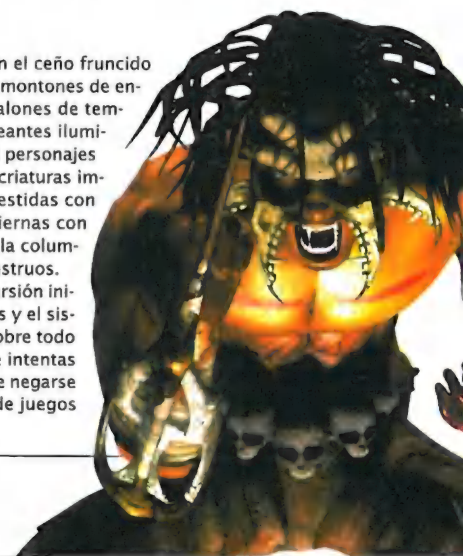 n el ceño fruncido
montones de en-
alones de tem-
eantes ilumi-
personajes
criaturas im-
estidas con
iernas con
la colum-
nstruos.
rsión ini-
s y el sis-
obre todo
e intentas
e negarse
de juegos